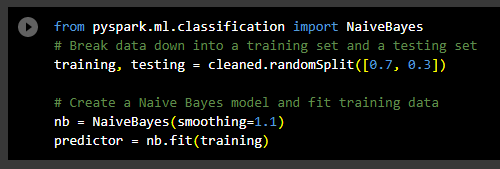 from pyspark.ml.classification import NaiveBayes
# Break data down into a training set and a testing set
training, testing = cleaned.randomSplit([0.7, 0.3])
# Create a Naive Bayes model and fit training data
nb = NaiveBayes(smoothing=1.1)
predictor = nb.fit(training)